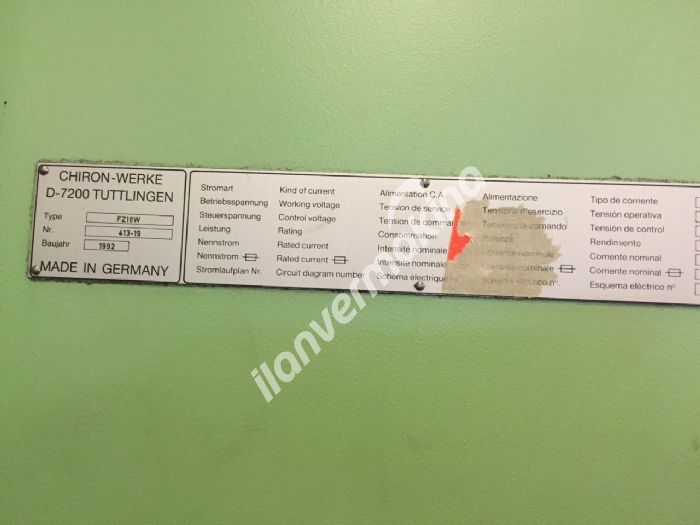 CHIRON-WERKE
D-7200 TUTTLINGEN
Type FZ18W
Nr. 413-19
Baujahr 1992
MADE IN GERMANY
Stromart
Betriebsspannung
Steuerspannung
Leistung
Nennstrom
Nennstrom
Stromlaufplan Nr.
Kind of current
Working voltage
Control voltage
Rating
Rated current
Rated current
Circuit diagram number
Alimentation C.A.
Tension de service
Tension de
Consommation
Intensité nominale
Intensité nominale
Schema électrique
Alimentazione
Tensione d'esercizio
Tensione di comando
Potenza
Corrente nominale
Corrente nominale
Schema elettrico n°.
Tipo de corriente
Tensión operativa
Tensión de control
Rendimiento
Corriente nominal
Corriente nominal
Esquema eléctrico n°